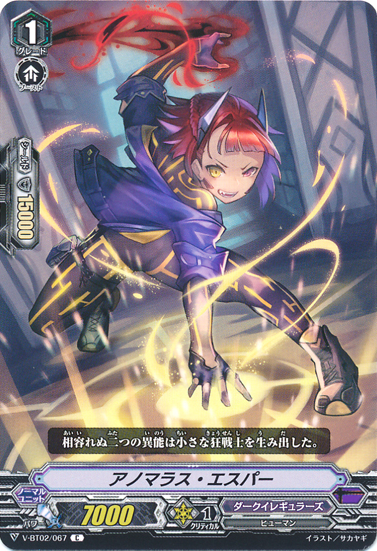 1
グレード
ブースト
シールド
15000
相容れぬ二つの異能は小さな狂戦士を生み出した。
アノマラス・エスパー
ノーマル
ユニット
パワー
7000
1
クリティカル
ダークイレギュラーズ
ヒューマン
V-BT02/067 C
イラスト/サカヤギ